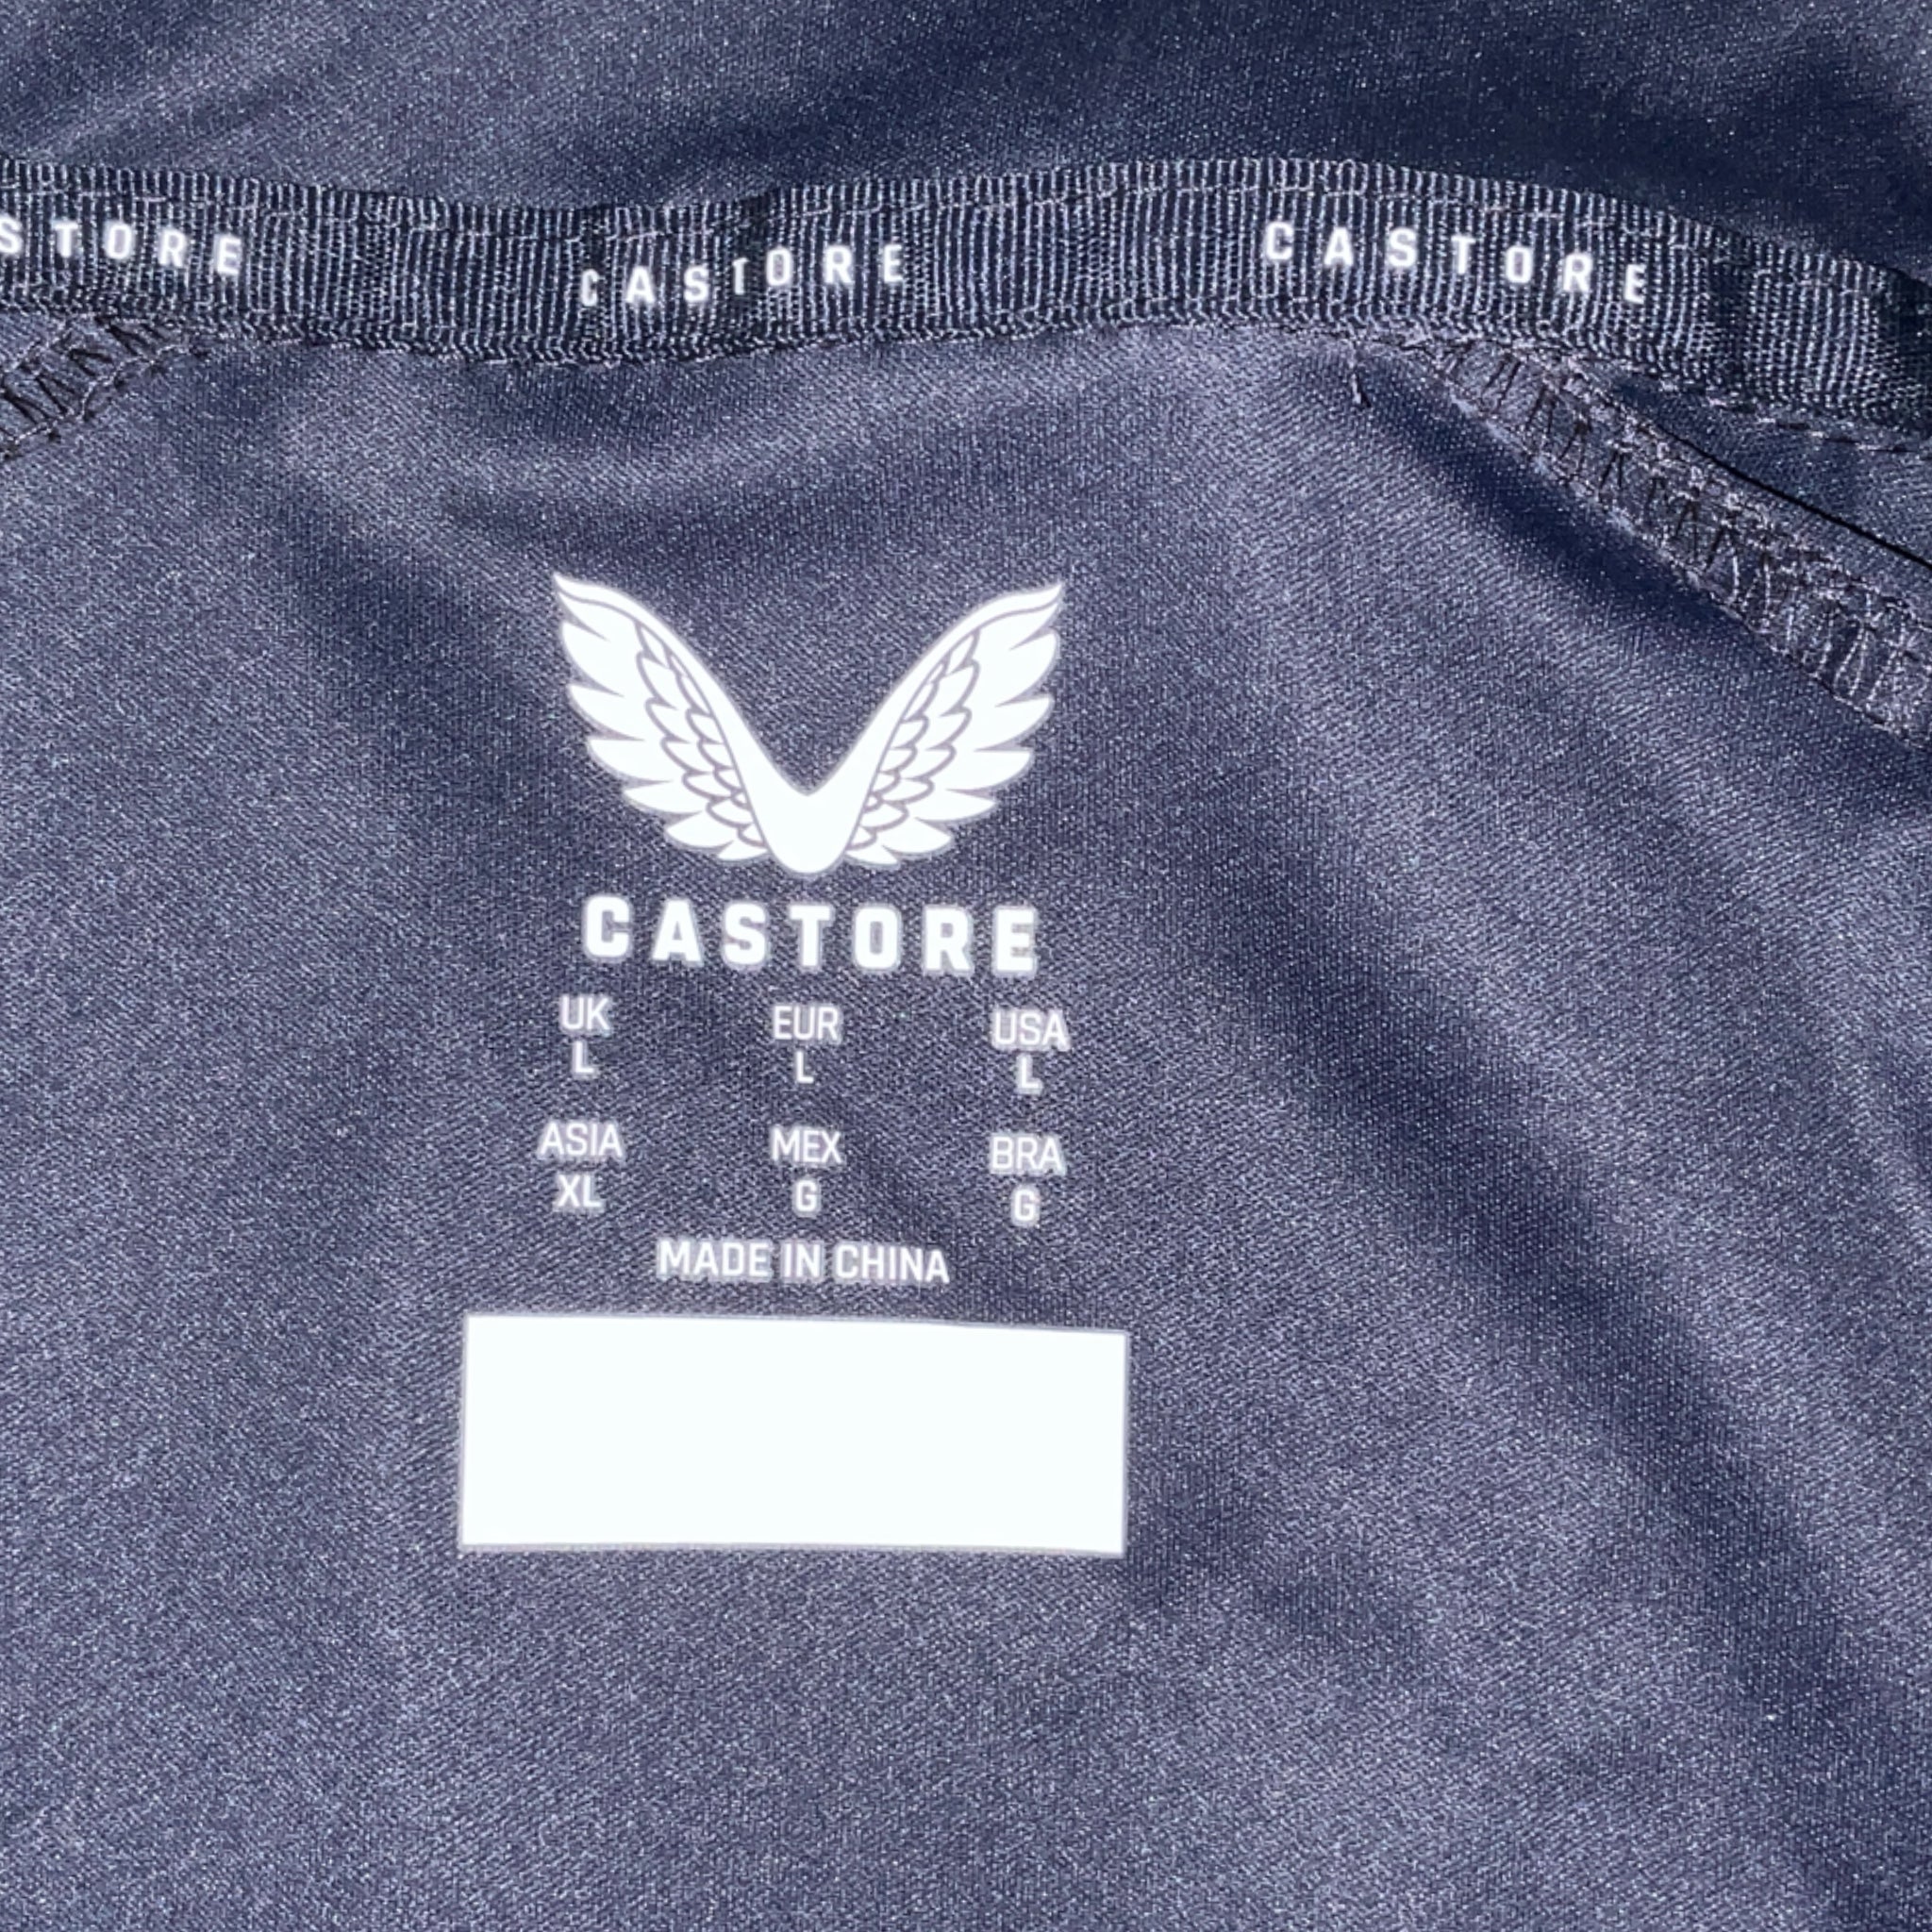 STORE CASTORE CASTORE
CASTORE
UK EUR USA
L L L
ASIA MEX BRA
XL G G
MADE IN CHINA